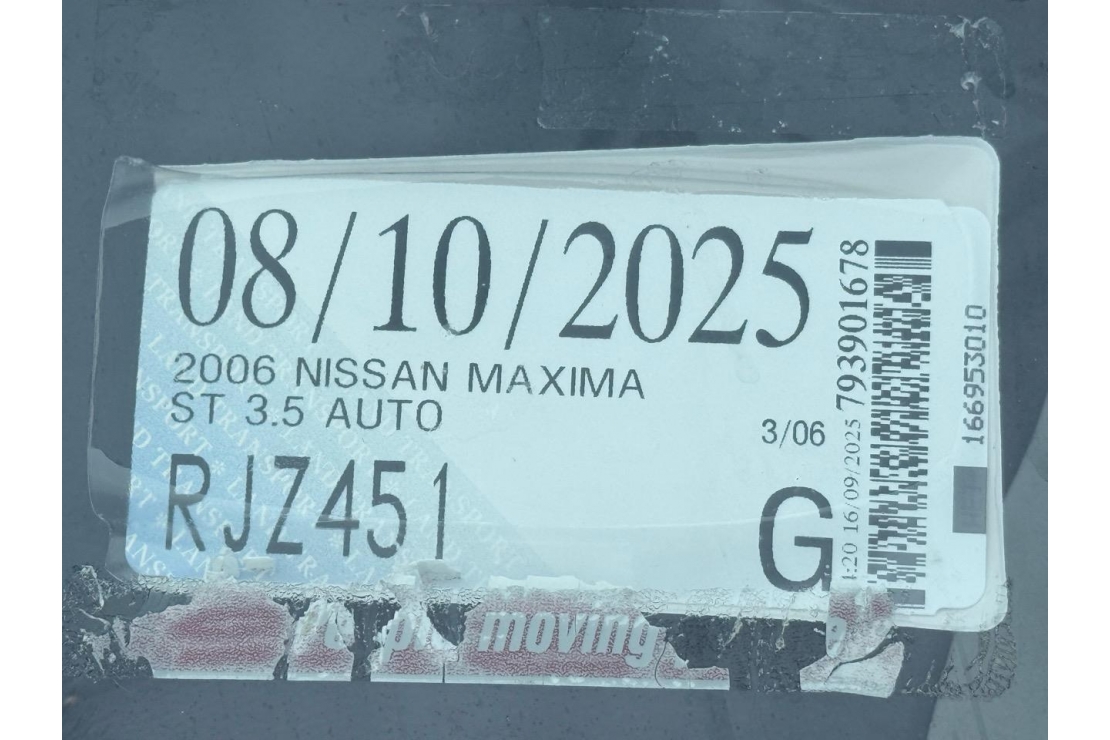 08/10/2025
2006 NISSAN MAXIMA
ST 3.5 AUTO
3/06
RJZ451
G
1:20 16/09/2025 793901678
166953010
moving